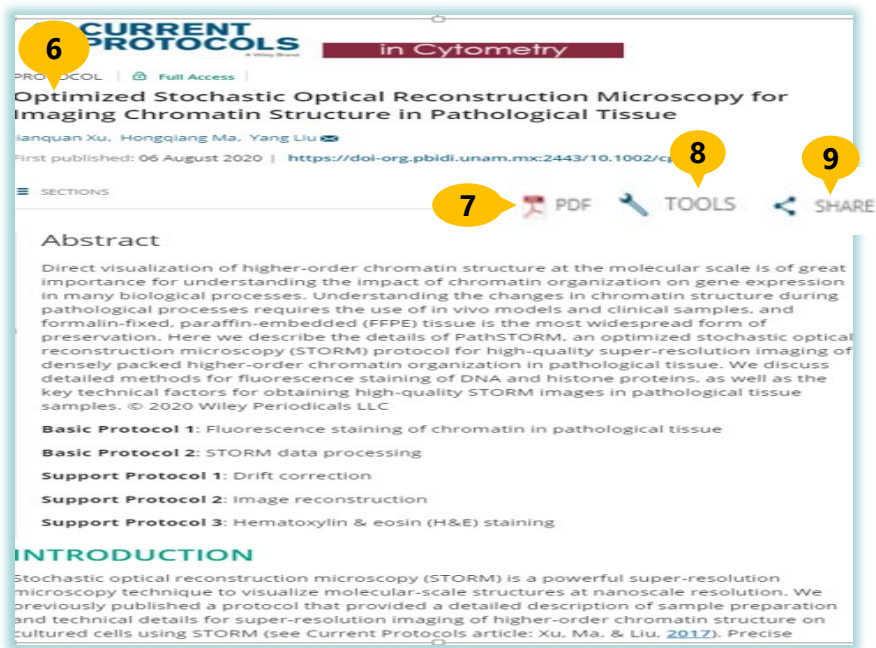 CURRENT
PROTOCOLS
A Wiley Brand
in Cytometry
6
PROTOCOL | Full Access |
Optimized Stochastic Optical Reconstruction Microscopy for
Imaging Chromatin Structure in Pathological Tissue
ianquan Xu, Hongqiang Ma, Yang Liu
First published: 06 August 2020 | https://doi-org.pbidi.unam.mx:2443/10.1002/cp
8
9
SECTIONS
7
PDF
TOOLS
SHARE
Abstract
Direct visualization of higher-order chromatin structure at the molecular scale is of great
importance for understanding the impact of chromatin organization on gene expression
in many biological processes. Understanding the changes in chromatin structure during
pathological processes requires the use of in vivo models and clinical samples, and
formalin-fixed, paraffin-embedded (FFPE) tissue is the most widespread form of
preservation. Here we describe the details of PathSTORM, an optimized stochastic optical
reconstruction microscopy (STORM) protocol for high-quality super-resolution imaging of
densely packed higher-order chromatin organization in pathological tissue. We discuss
detailed methods for fluorescence staining of DNA and histone proteins, as well as the
key technical factors for obtaining high-quality STORM images in pathological tissue
samples. © 2020 Wiley Periodicals LLC
Basic Protocol 1: Fluorescence staining of chromatin in pathological tissue
Basic Protocol 2: STORM data processing
Support Protocol 1: Drift correction
Support Protocol 2: Image reconstruction
Support Protocol 3: Hematoxylin & eosin (H&E) staining
INTRODUCTION
Stochastic optical reconstruction microscopy (STORM) is a powerful super-resolution
microscopy technique to visualize molecular-scale structures at nanoscale resolution. We
previously published a protocol that provided a detailed description of sample preparation
and technical details for super-resolution imaging of higher-order chromatin structure on
cultured cells using STORM (see Current Protocols article: Xu, Ma, & Liu, 2017). Precise